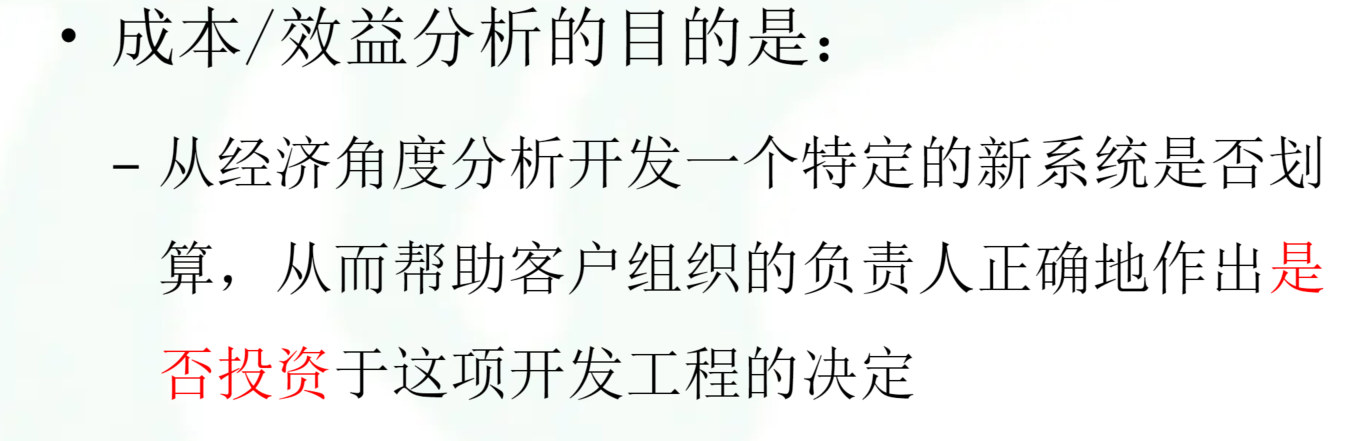 • 成本/效益分析的目的是：
– 从经济角度分析开发一个特定的新系统是否划
算，从而帮助客户组织的负责人正确地作出是
否投资于这项开发工程的决定